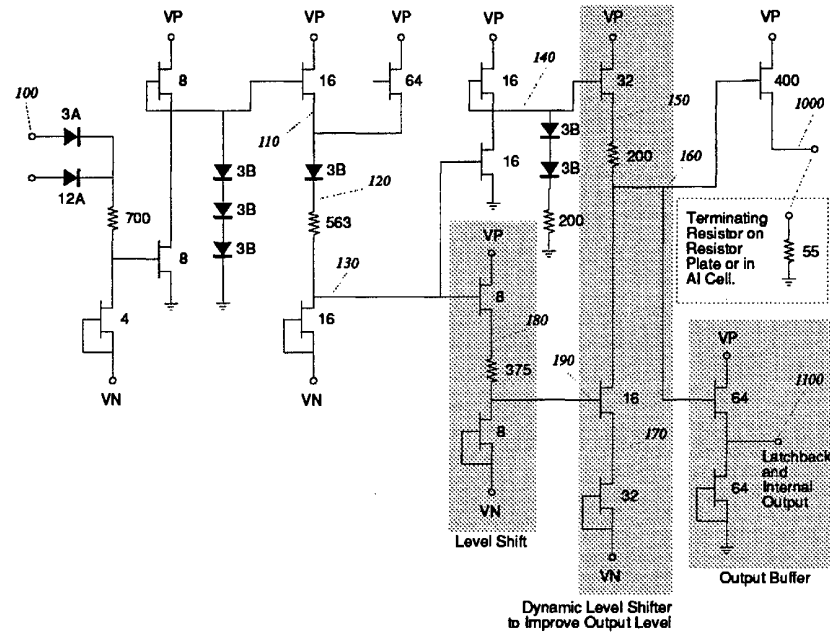 VP
VP
VP
VP
VP
VP
8
16
64
16
140
32
400
100
3A
110
150
1000
3B
3B
3B
200
160
12A
3B
120
16
3B
700
3B
563
200
Terminating
Resistor on
Resistor
Plate or in
AI Cell.
55
VP
8
3B
130
8
180
4
16
VP
375
190
1100
VN
VN
16
64
8
170
Latchback
and
Internal
Output
32
64
VN
Level Shift
VN
Output Buffer
Dynamic Level Shifter
to Improve Output Level